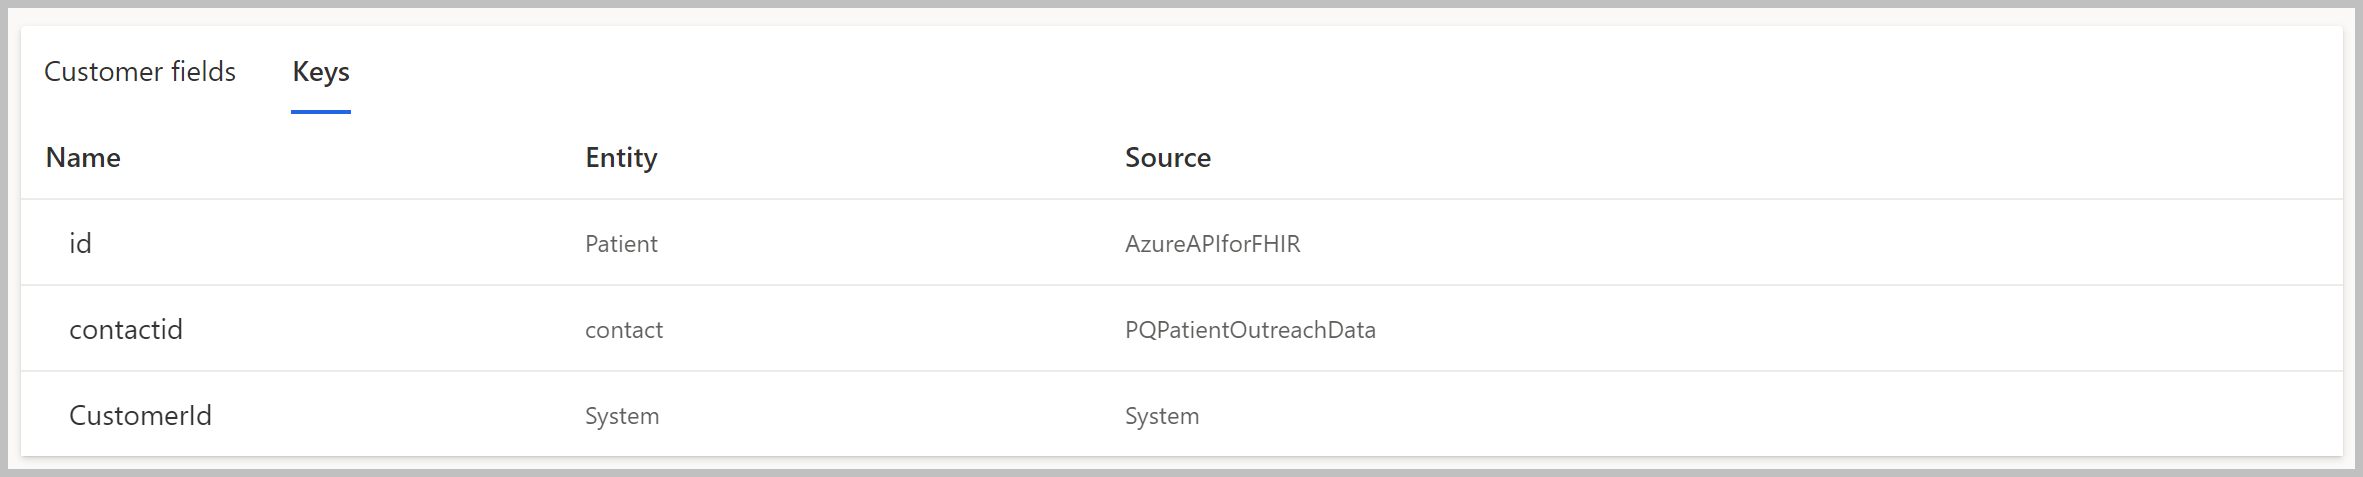 Customer fields Keys
Name Entity Source
id Patient AzureAPIforFHIR
contactid contact PQPatientOutreachData
CustomerId System System